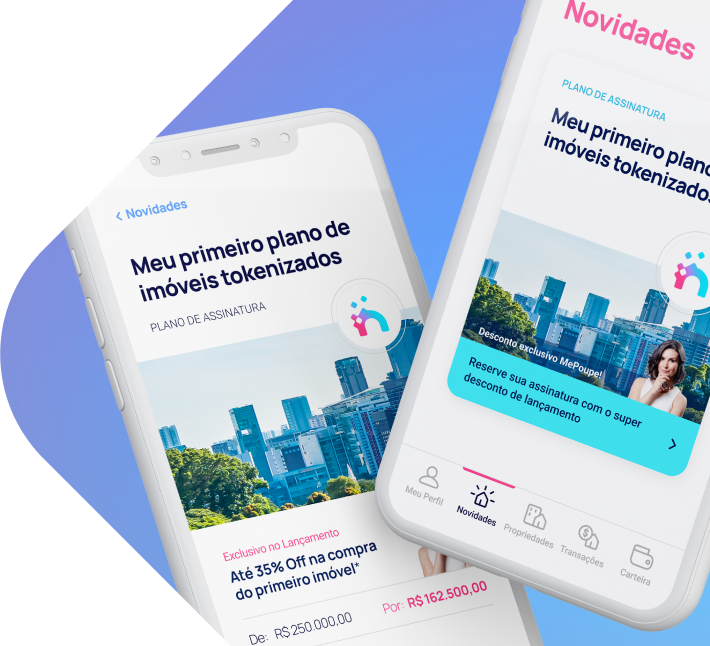 ‹ Novidades
Meu primeiro plano de
imóveis tokenizados
PLANO DE ASSINATURA
Exclusivo no Lançamento
Até 35% Off na compra
do primeiro imóvel*
De: R$250.000,00
Por: R$162.500,00
Novidades
PLANO DE ASSINATURA
Meu primeiro plano
imóveis tokenizados
Desconto exclusivo MePoupe!
Reserve sua assinatura com o super
desconto de lançamento
Meu Perfil
Novidades
Propriedades
Transações
Carteira